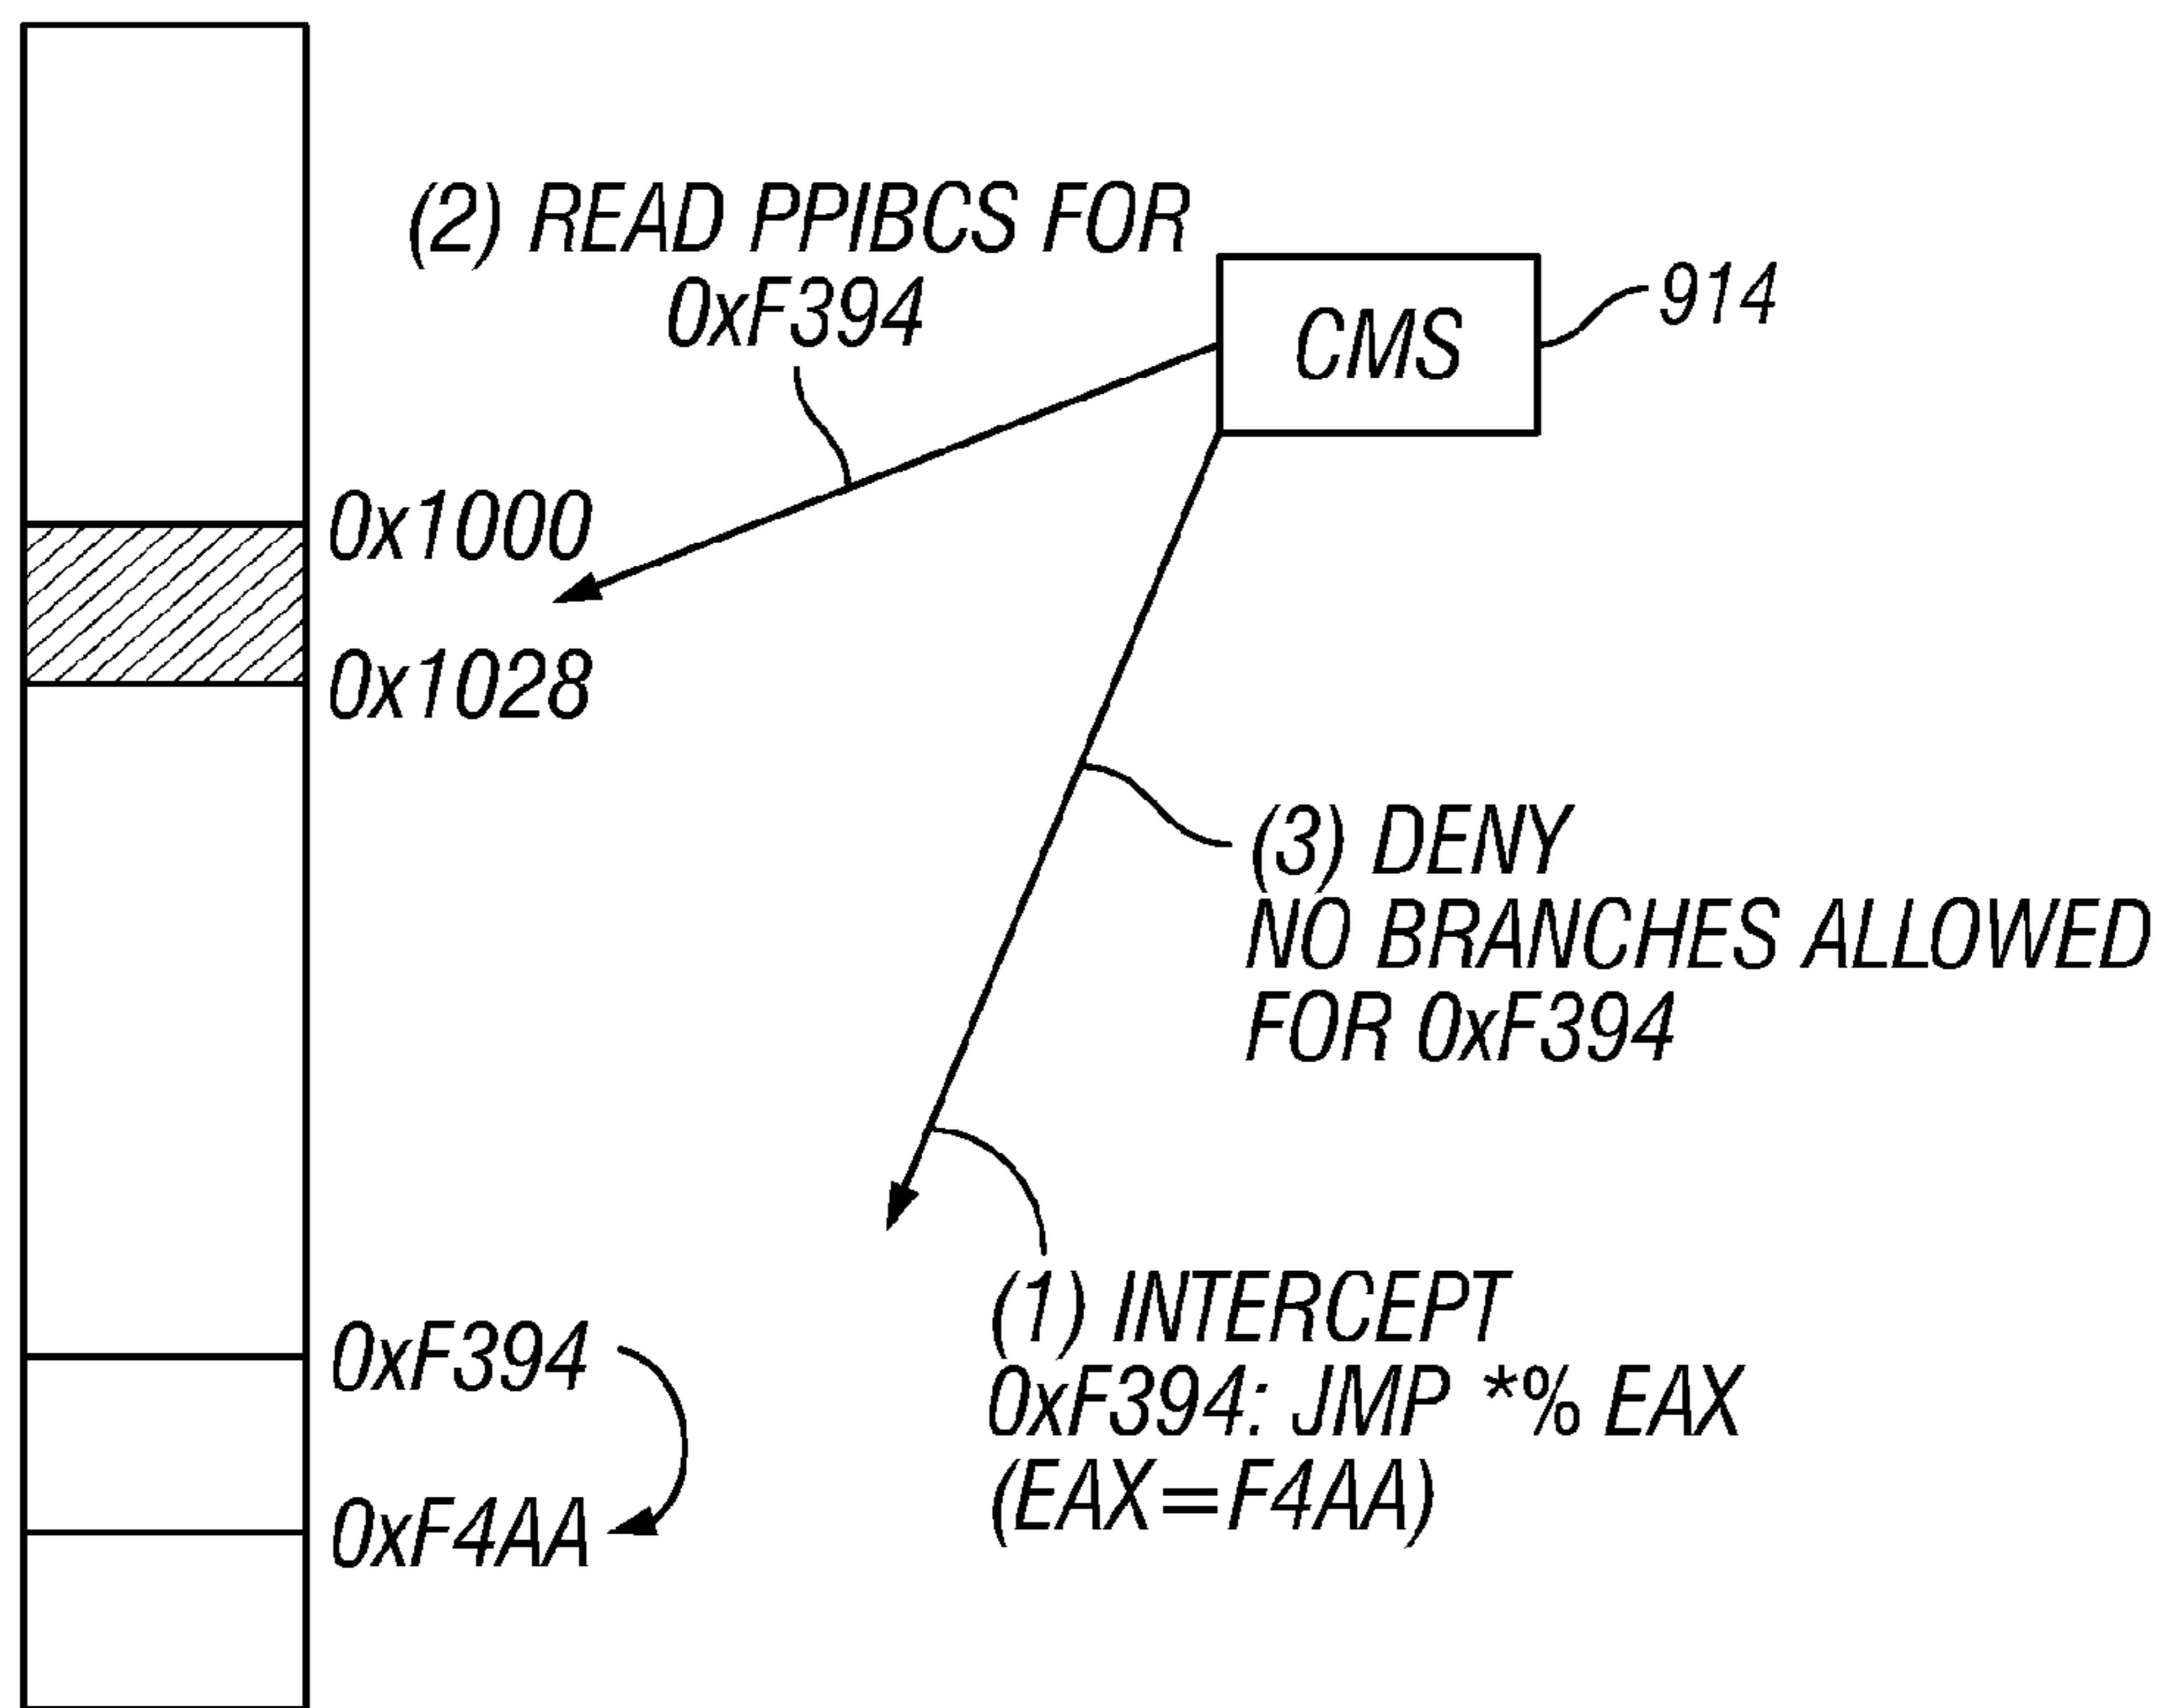 (2) READ PPIBCS FOR
0xF394
CMS
914
0x1000
0x1028
(3) DENY
NO BRANCHES ALLOWED
FOR 0xF394
(1) INTERCEPT
0xF394: JMP *% EAX
(EAX=F4AA)
0xF394
0xF4AA